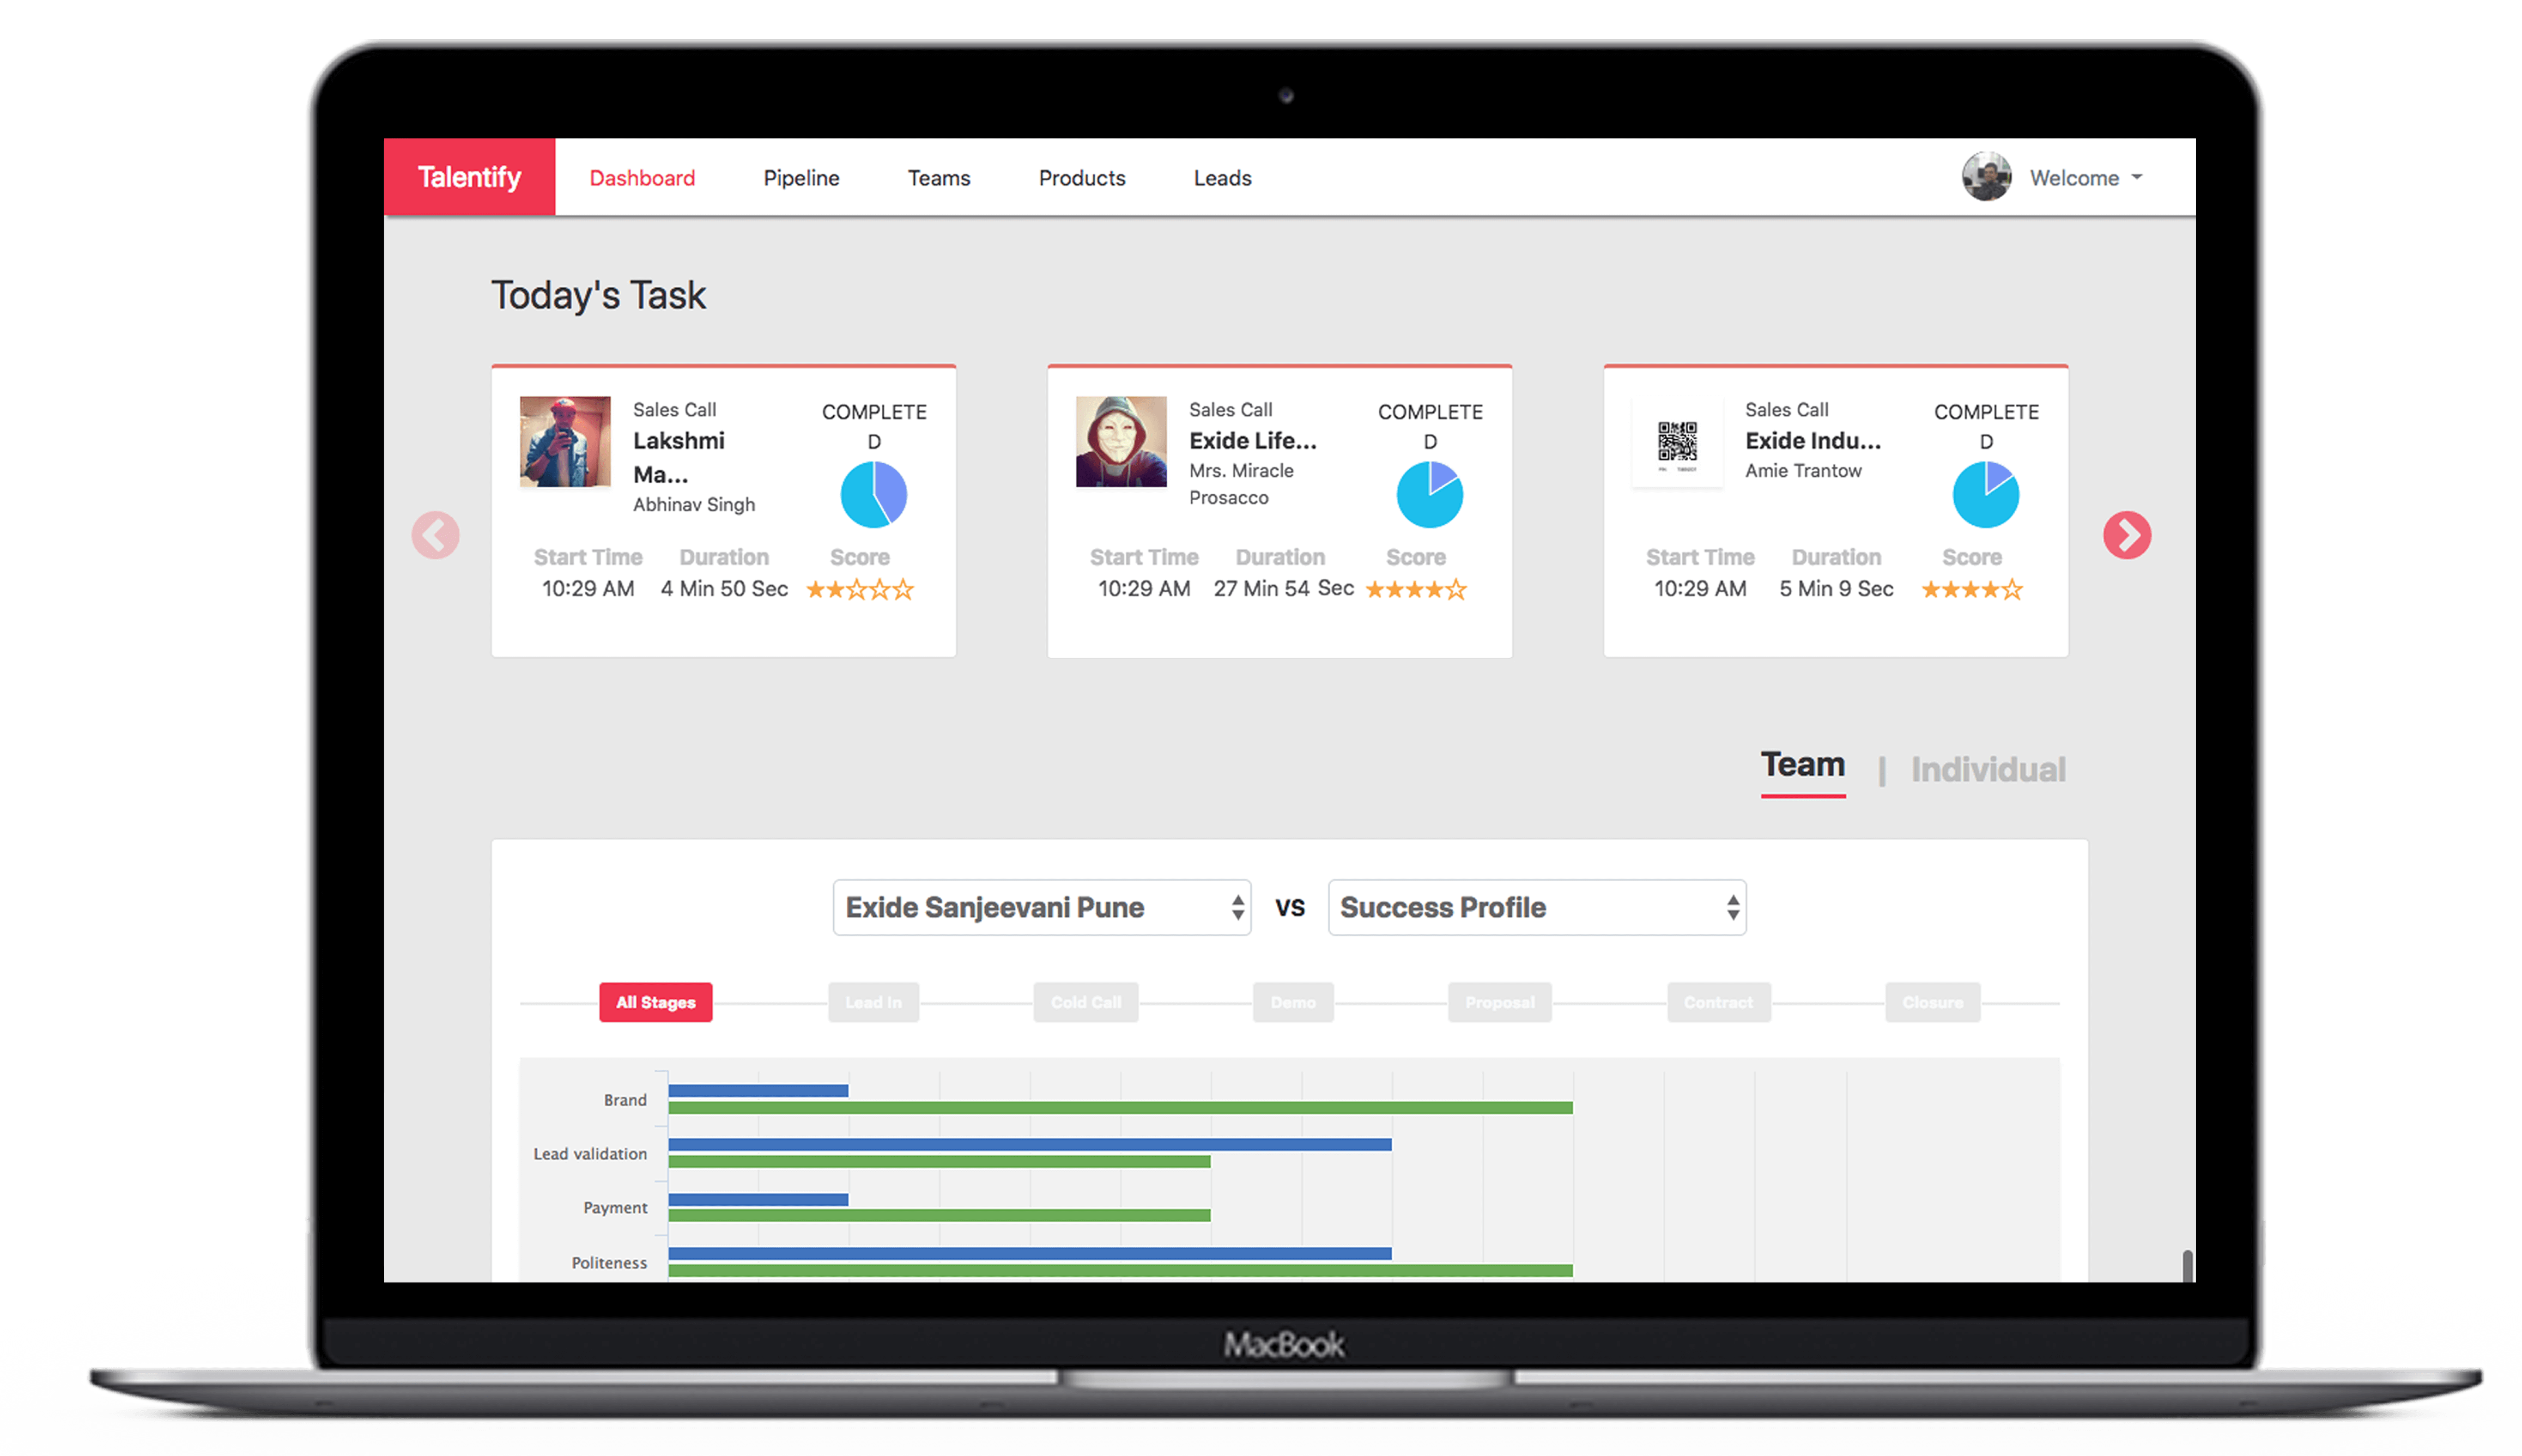 Talentify Dashboard Pipeline Teams Products Leads Welcome
Today's Task
Sales Call
Lakshmi
Ma...
Abhinav Singh
COMPLETE
D
Start Time Duration Score
10:29 AM 4 Min 50 Sec
Sales Call
Exide Life...
Mrs. Miracle
Prosacco
COMPLETE
D
Start Time Duration Score
10:29 AM 27 Min 54 Sec
Sales Call
Exide Indu...
Amie Trantow
COMPLETE
D
Start Time Duration Score
10:29 AM 5 Min 9 Sec
Team | Individual
Exide Sanjeevani Pune VS Success Profile
All Stages Lead In Cold Call Demo Proposal Contract Closure
Brand
Lead validation
Payment
Politeness
MacBook